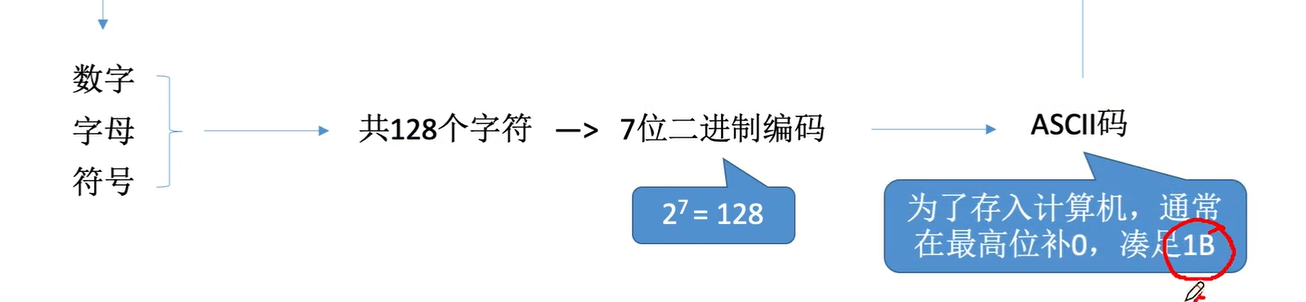 数字
字母
符号
共128个字符 —> 7位二进制编码
2⁷ = 128
ASCII码
为了存入计算机，通常
在最高位补0，凑足1B